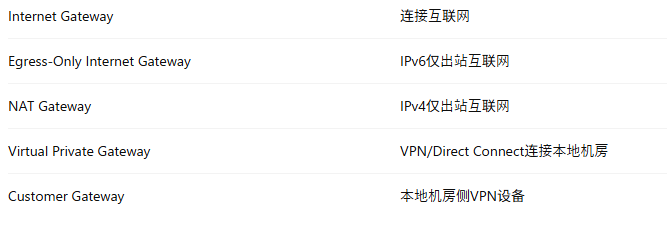 Internet Gateway 连接互联网
Egress-Only Internet Gateway IPv6仅出站互联网
NAT Gateway IPv4仅出站互联网
Virtual Private Gateway VPN/Direct Connect连接本地机房
Customer Gateway 本地机房侧VPN设备